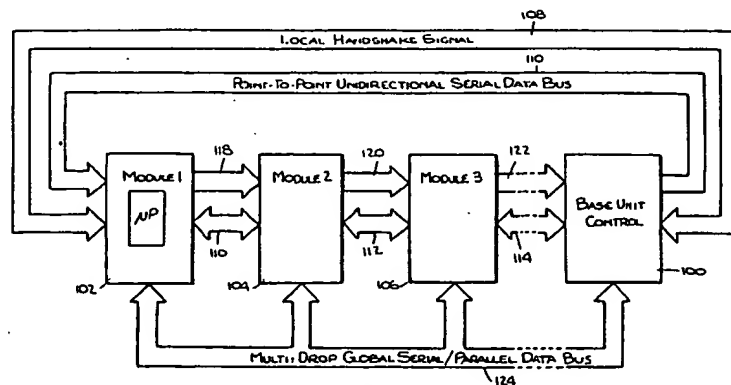 108
LOCAL HANDSHAKE SIGNAL
110
POINT-TO-POINT UNIDIRECTIONAL SERIAL DATA BUS
118
120
122
MODULE 1
MODULE 2
MODULE 3
BASE UNIT
CONTROL
μP
110
112
114
102
104
106
100
MULTI-DROP GLOBAL SERIAL/PARALLEL DATA BUS
124